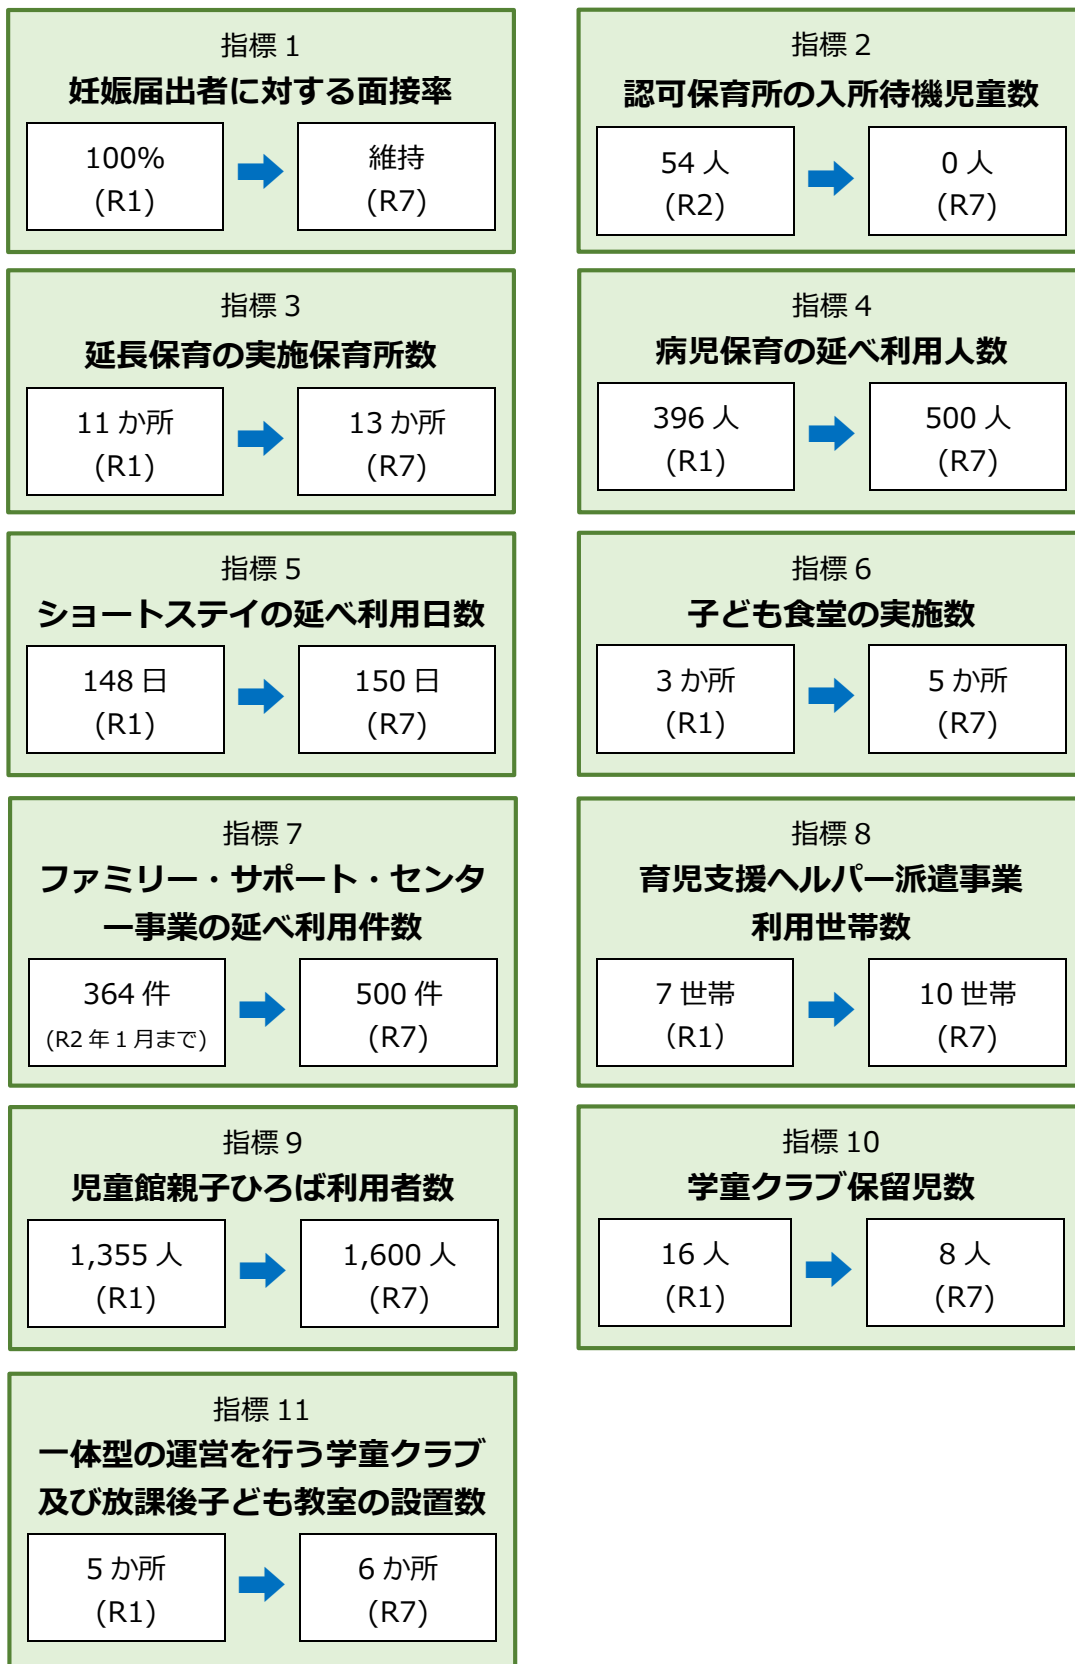 指標 1
妊娠届出者に対する面接率
100%
(R1)
維持
(R7)
指標 2
認可保育所の入所待機児童数
54 人
(R2)
0 人
(R7)
指標 3
延長保育の実施保育所数
11 か所
(R1)
13 か所
(R7)
指標 4
病児保育の延べ利用人数
396 人
(R1)
500 人
(R7)
指標 5
ショートステイの延べ利用日数
148 日
(R1)
150 日
(R7)
指標 6
子ども食堂の実施数
3 か所
(R1)
5 か所
(R7)
指標 7
ファミリー・サポート・センタ
ー事業の延べ利用件数
364 件
(R2 年 1 月まで)
500 件
(R7)
指標 8
育児支援ヘルパー派遣事業
利用世帯数
7 世帯
(R1)
10 世帯
(R7)
指標 9
児童館親子ひろば利用者数
1,355 人
(R1)
1,600 人
(R7)
指標 10
学童クラブ保留児数
16 人
(R1)
8 人
(R7)
指標 11
一体型の運営を行う学童クラブ
及び放課後子ども教室の設置数
5 か所
(R1)
6 か所
(R7)